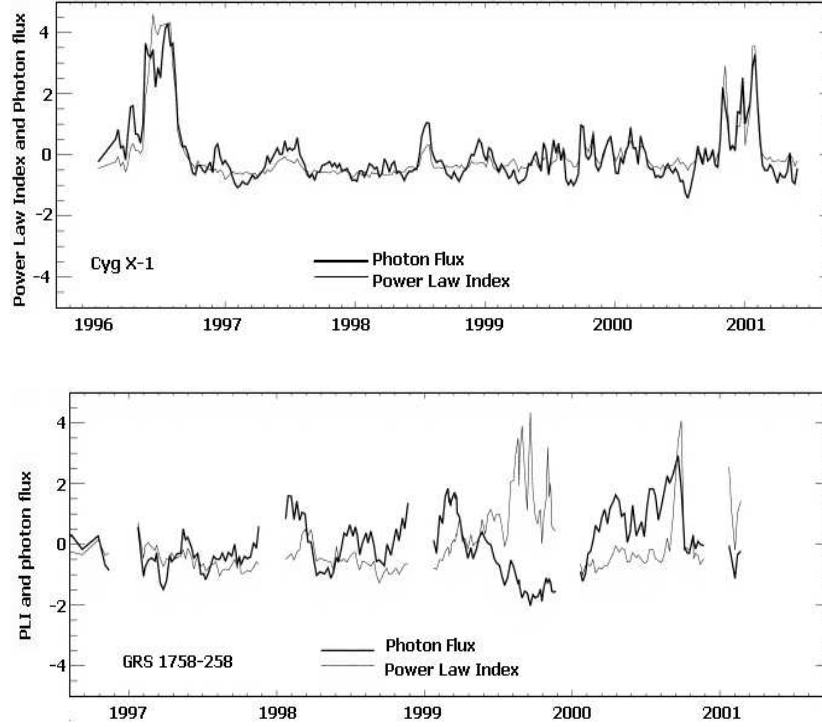 Power Law Index and Photon flux
4
2
0
-2
-4
Cyg X-1
Photon Flux
Power Law Index
1996 1997 1998 1999 2000 2001
PLI and photon flux
4
2
0
-2
-4
GRS 1758-258
Photon Flux
Power Law Index
1997 1998 1999 2000 2001